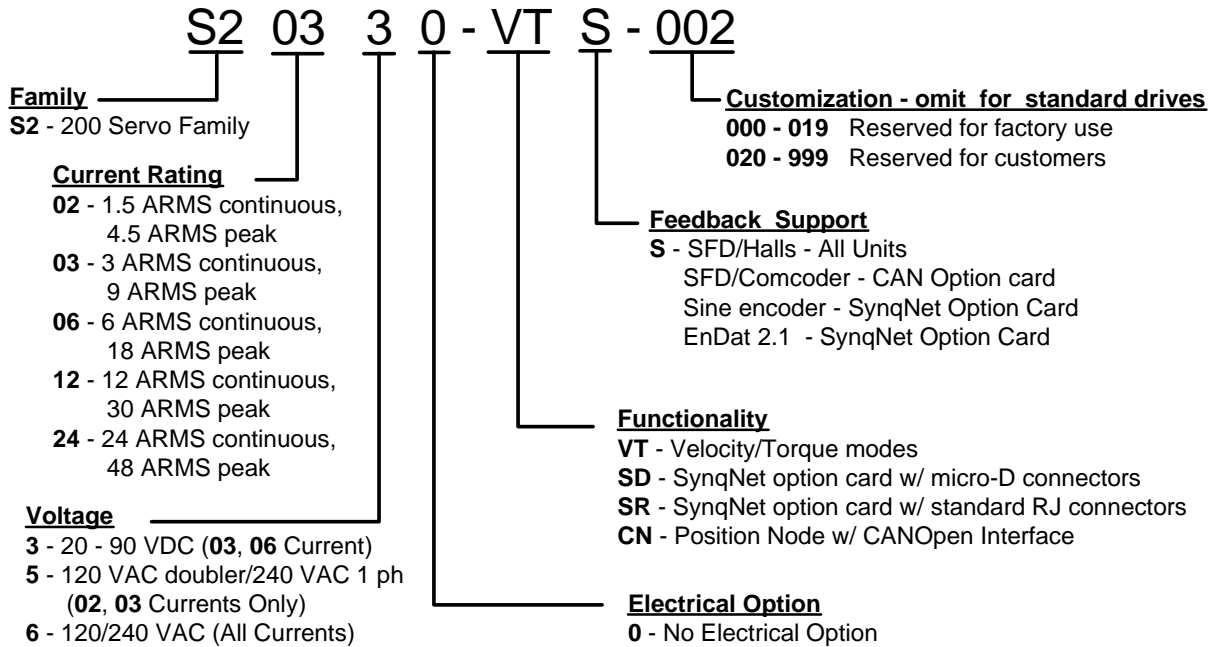 S2 03 3 0 - VT S - 002
Family
S2 - 200 Servo Family
Current Rating
02 - 1.5 ARMS continuous,
4.5 ARMS peak
03 - 3 ARMS continuous,
9 ARMS peak
06 - 6 ARMS continuous,
18 ARMS peak
12 - 12 ARMS continuous,
30 ARMS peak
24 - 24 ARMS continuous,
48 ARMS peak
Voltage
3 - 20 - 90 VDC (03, 06 Current)
5 - 120 VAC doubler/240 VAC 1 ph
(02, 03 Currents Only)
6 - 120/240 VAC (All Currents)
Customization - omit for standard drives
000 - 019 Reserved for factory use
020 - 999 Reserved for customers
Feedback Support
S - SFD/Halls - All Units
SFD/Comcoder - CAN Option card
Sine encoder - SynqNet Option Card
EnDat 2.1 - SynqNet Option Card
Functionality
VT - Velocity/Torque modes
SD - SynqNet option card w/ micro-D connectors
SR - SynqNet option card w/ standard RJ connectors
CN - Position Node w/ CANOpen Interface
Electrical Option
0 - No Electrical Option